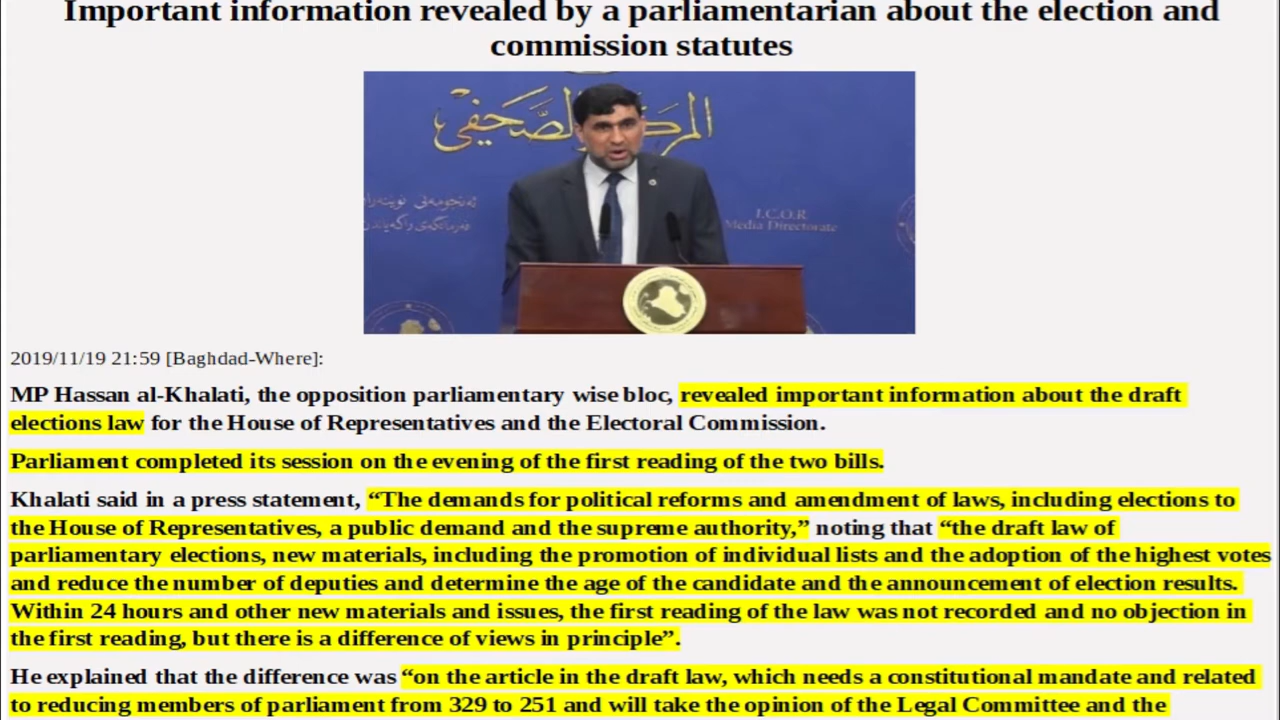 Important information revealed by a parliamentarian about the election and
commission statutes
المركز الصحفي
I.C.O.R.
Media Directorate
2019/11/19 21:59 [Baghdad-Where]:
MP Hassan al-Khalati, the opposition parliamentary wise bloc, revealed important information about the draft
elections law for the House of Representatives and the Electoral Commission.
Parliament completed its session on the evening of the first reading of the two bills.
Khalati said in a press statement, “The demands for political reforms and amendment of laws, including elections to
the House of Representatives, a public demand and the supreme authority,” noting that “the draft law of
parliamentary elections, new materials, including the promotion of individual lists and the adoption of the highest votes
and reduce the number of deputies and determine the age of the candidate and the announcement of election results.
Within 24 hours and other new materials and issues, the first reading of the law was not recorded and no objection in
the first reading, but there is a difference of views in principle”.
He explained that the difference was “on the article in the draft law, which needs a constitutional mandate and related
to reducing members of parliament from 329 to 251 and will take the opinion of the Legal Committee and the